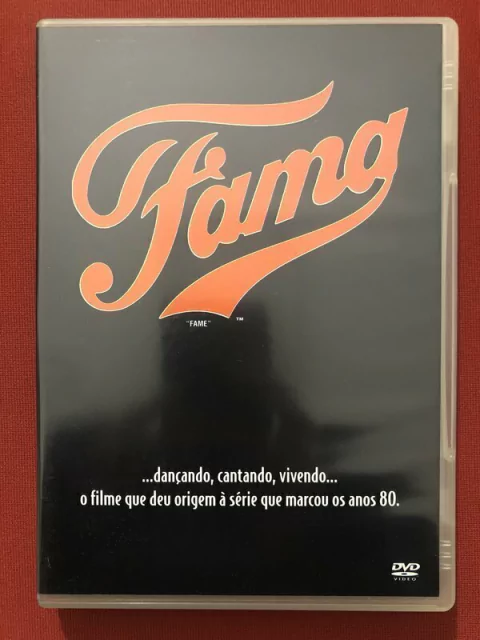 Fama
"FAME" ™
...dançando, cantando, vivendo...
o filme que deu origem à série que marcou os anos 80.
DVD
VIDEO